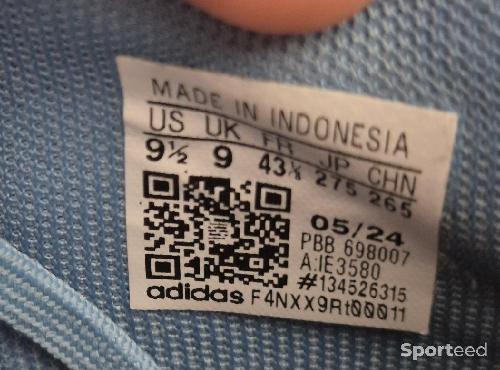 MADE IN INDONESIA
US UK FR JP CHN
9½ 9 43⅓ 275 265
05/24
PBB 698007
A:IE3580
#134526315
adidas F4NXX9Rt00011
Sporteed